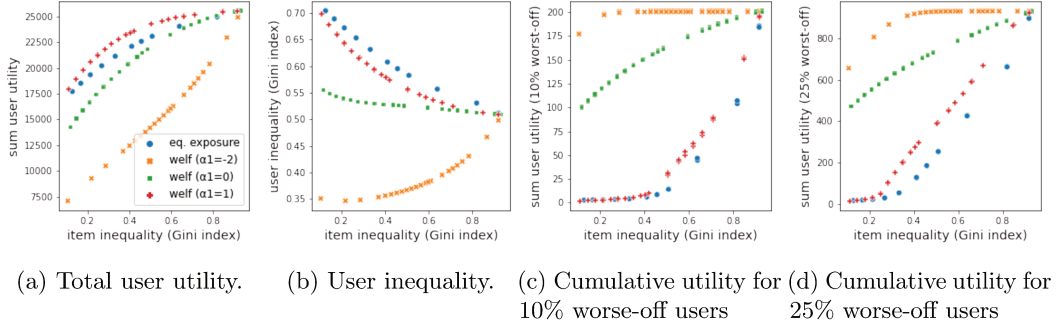 25000
22500
20000
17500
15000
12500
10000
7500
sum user utility
0.2 0.4 0.6 0.8
item inequality (Gini index)
eq. exposure
welf (α1=-2)
welf (α1=0)
welf (α1=1)
0.70
0.65
0.60
0.55
0.50
0.45
0.40
0.35
user inequality (Gini index)
0.2 0.4 0.6 0.8
item inequality (Gini index)
200
175
150
125
100
75
50
25
0
sum user utility (10% worst-off)
0.2 0.4 0.6 0.8
item inequality (Gini index)
800
600
400
200
0
sum user utility (25% worst-off)
0.2 0.4 0.6 0.8
item inequality (Gini index)
(a) Total user utility.
(b) User inequality.
(c) Cumulative utility for
10% worse-off users
(d) Cumulative utility for
25% worse-off users